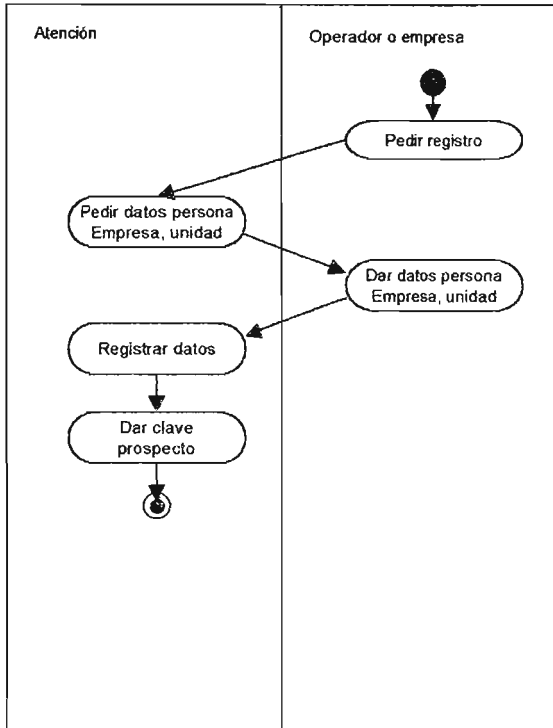 Atención
Operador o empresa
Pedir registro
Pedir datos persona
Empresa, unidad
Dar datos persona
Empresa, unidad
Registrar datos
Dar clave
prospecto